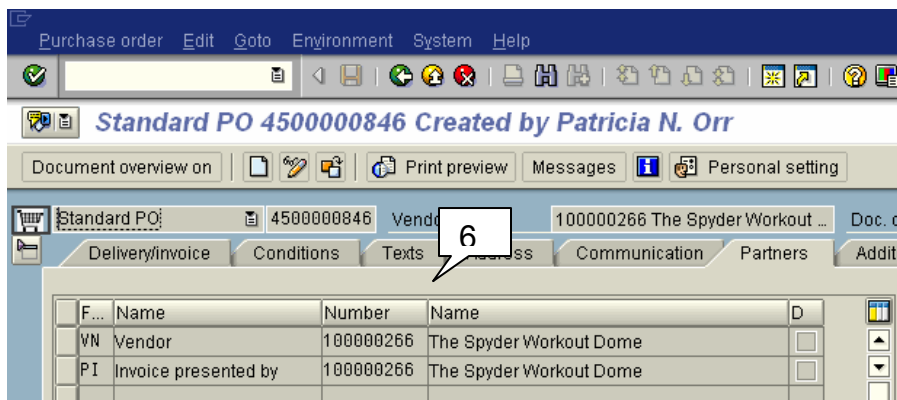 Purchase order Edit Goto Environment System Help
Standard PO 4500000846 Created by Patricia N. Orr
Document overview on Print preview Messages Personal setting
Standard PO 4500000846 100000266 The Spyder Workout ... Doc.
6
Delivery/invoice Conditions Texts Communication Partners
F... Name Number Name D
VN Vendor 100000266 The Spyder Workout Dome
PI Invoice presented by 100000266 The Spyder Workout Dome